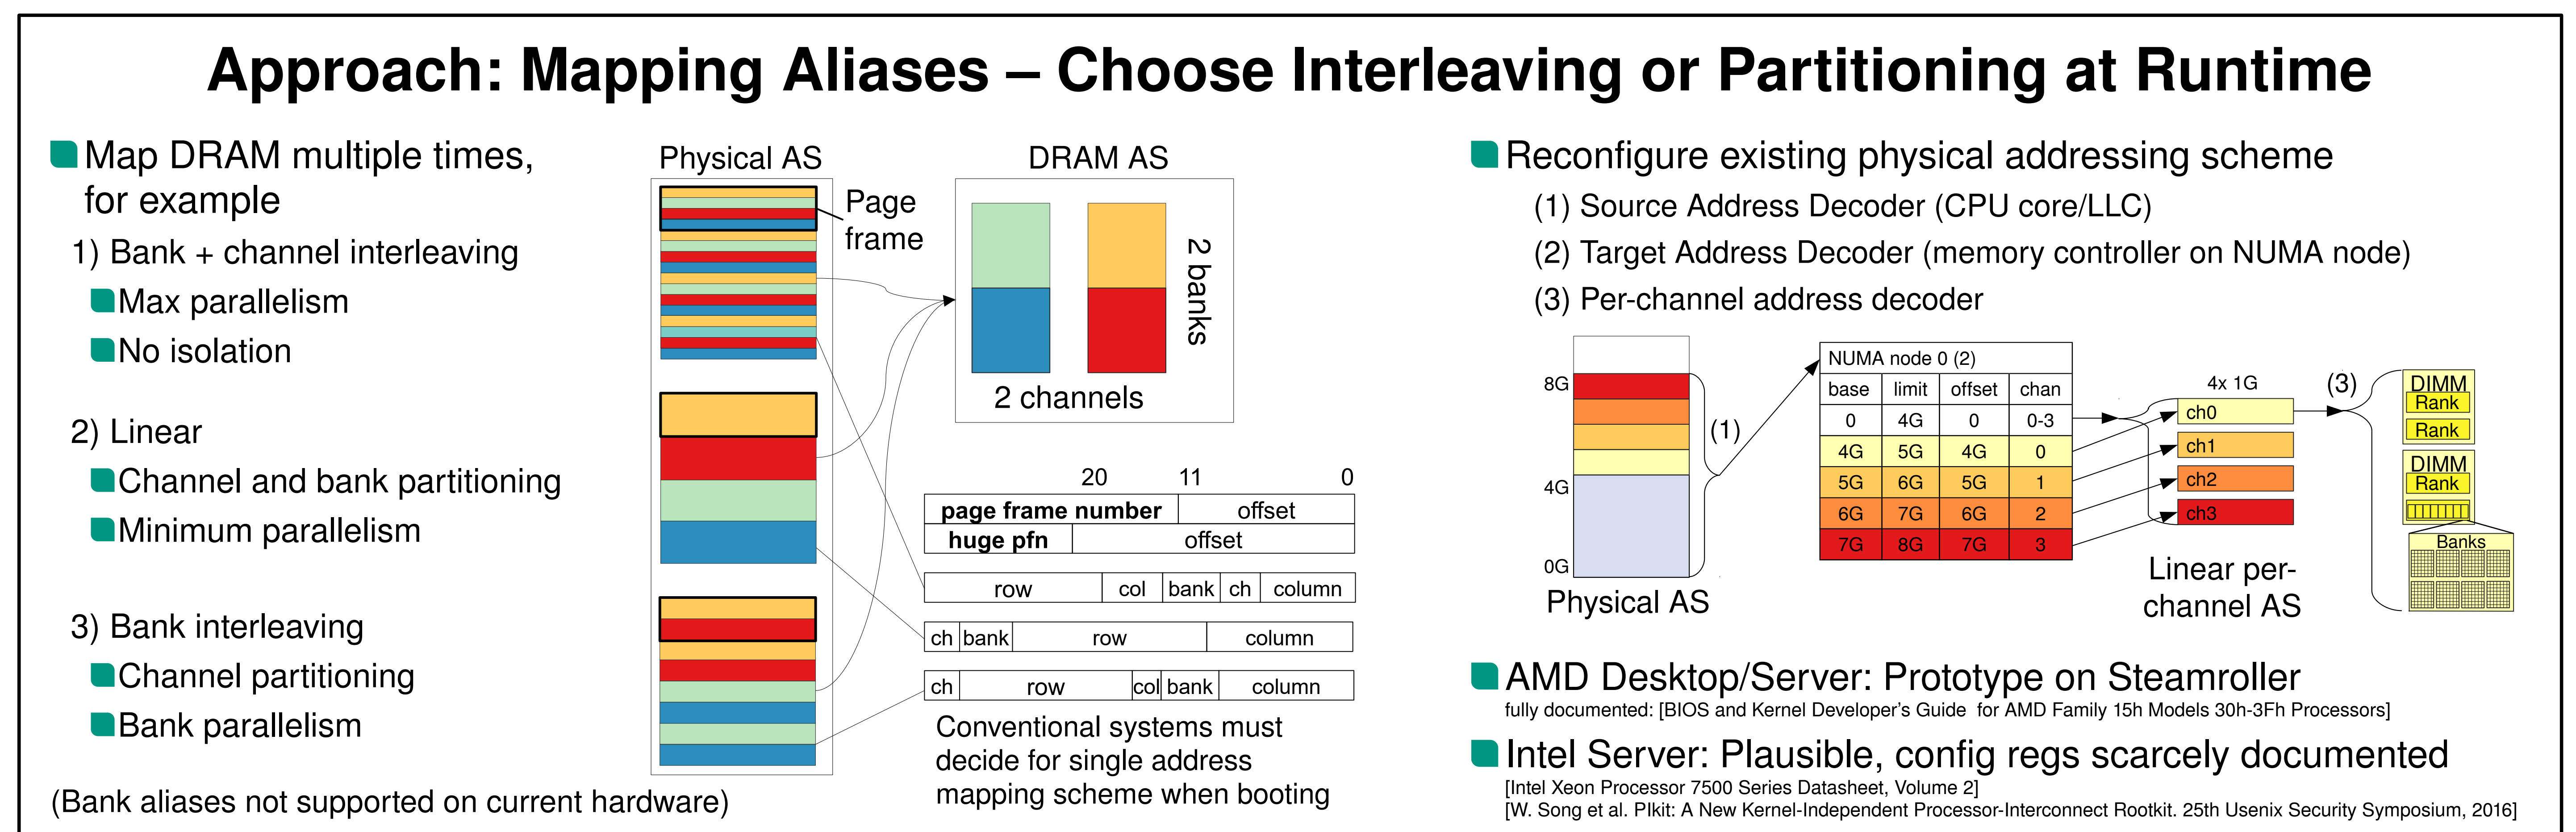 Approach: Mapping Aliases – Choose Interleaving or Partitioning at Runtime
Map DRAM multiple times,
for example
1) Bank + channel interleaving
Max parallelism
No isolation
2) Linear
Channel and bank partitioning
Minimum parallelism
3) Bank interleaving
Channel partitioning
Bank parallelism
(Bank aliases not supported on current hardware)
Physical AS
Page
frame
DRAM AS
2 banks
2 channels
20 11 0
page frame number offset
huge pfn offset
row col bank ch column
ch bank row column
ch row col bank column
Conventional systems must
decide for single address
mapping scheme when booting
Reconfigure existing physical addressing scheme
(1) Source Address Decoder (CPU core/LLC)
(2) Target Address Decoder (memory controller on NUMA node)
(3) Per-channel address decoder
8G
4G
0G
Physical AS
(1)
NUMA node 0 (2)
base limit offset chan
0 4G 0 0-3
4G 5G 4G 0
5G 6G 5G 1
6G 7G 6G 2
7G 8G 7G 3
4x 1G
ch0
ch1
ch2
ch3
Linear per-
channel AS
(3)
DIMM
Rank
Rank
DIMM
Rank
Banks
AMD Desktop/Server: Prototype on Steamroller
fully documented: [BIOS and Kernel Developer's Guide for AMD Family 15h Models 30h-3Fh Processors]
Intel Server: Plausible, config regs scarcely documented
[Intel Xeon Processor 7500 Series Datasheet, Volume 2]
[W. Song et al. PIkit: A New Kernel-Independent Processor-Interconnect Rootkit. 25th Usenix Security Symposium, 2016]